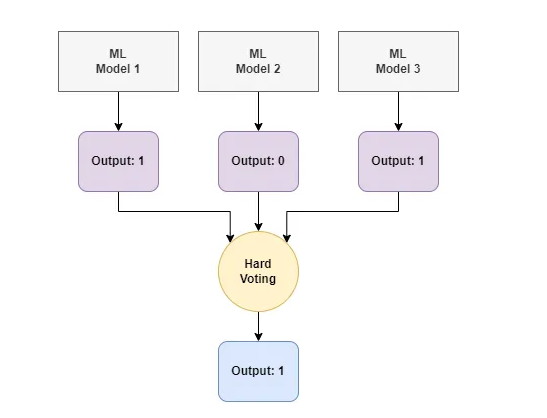 ML
Model 1
ML
Model 2
ML
Model 3
Output: 1
Output: 0
Output: 1
Hard
Voting
Output: 1